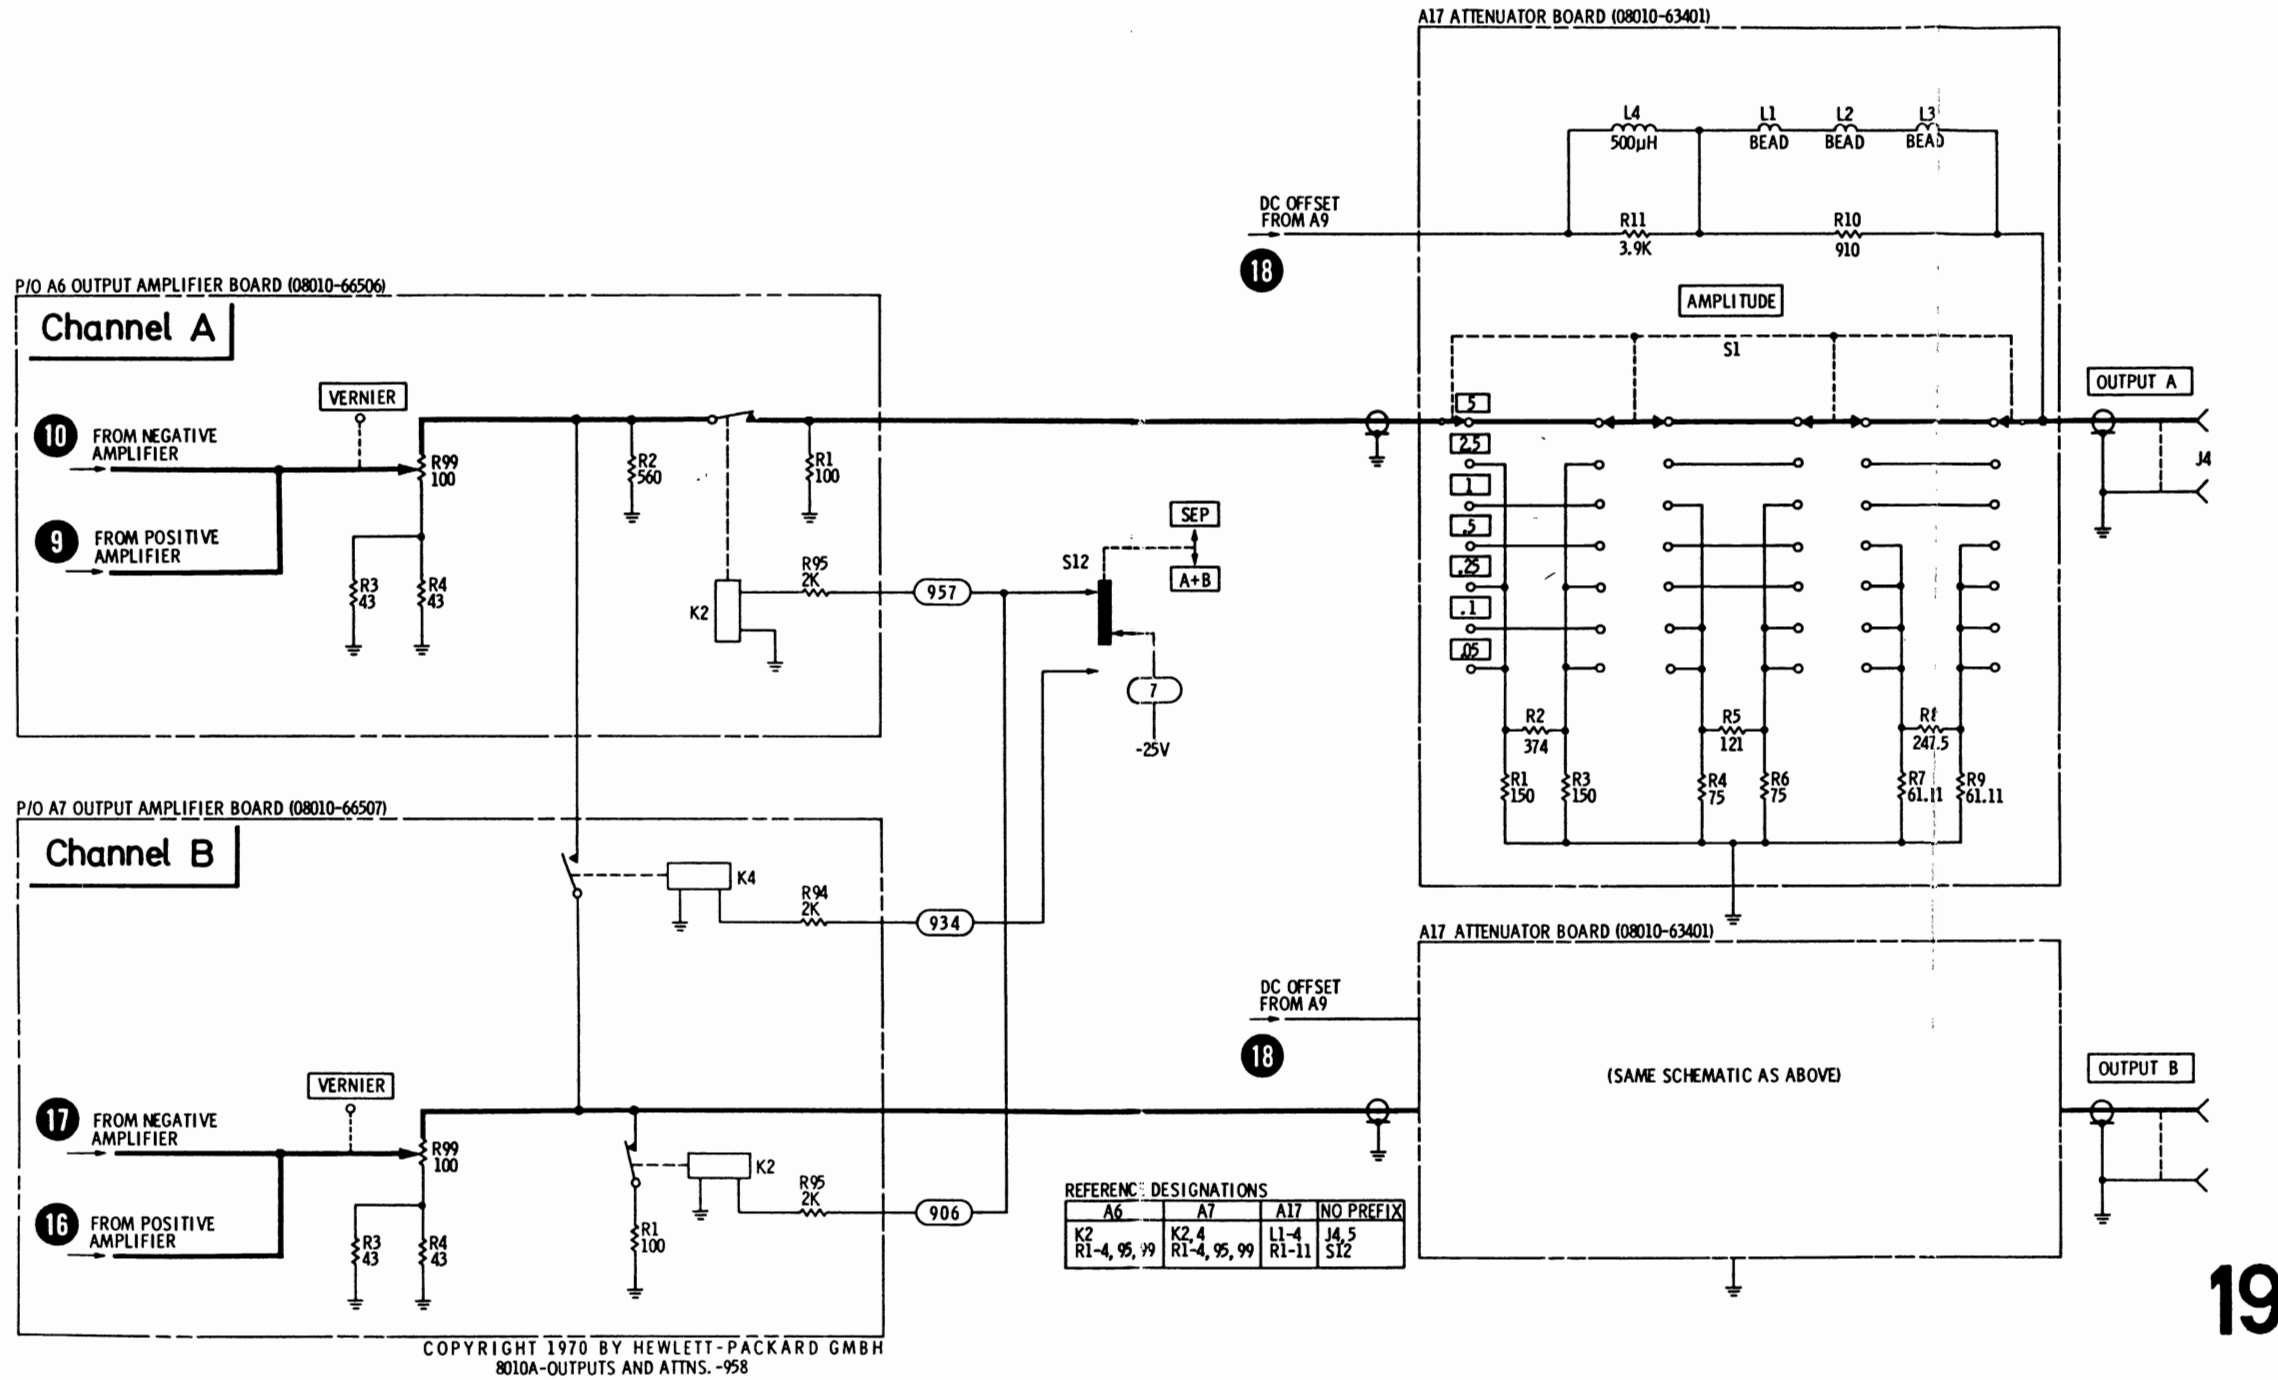 A17 ATTENUATOR BOARD (08010-63401)
L4
500µH
L1
BEAD
L2
BEAD
L3
BEAD
DC OFFSET
FROM A9
18
R11
3.9K
R10
910
AMPLITUDE
S1
P/O A6 OUTPUT AMPLIFIER BOARD (08010-66506)
Channel A
VERNIER
10
FROM NEGATIVE
AMPLIFIER
9
FROM POSITIVE
AMPLIFIER
R99
100
R3
43
R4
43
R2
560
R1
100
K2
R95
2K
957
S12
SEP
A+B
7
-25V
5
2.5
1
.5
.25
.1
.05
OUTPUT A
J4
R2
374
R5
121
247.5
R1
150
R3
150
R4
75
R6
75
R7
61.11
R9
61.11
P/O A7 OUTPUT AMPLIFIER BOARD (08010-66507)
Channel B
K4
R94
2K
934
A17 ATTENUATOR BOARD (08010-63401)
DC OFFSET
FROM A9
18
(SAME SCHEMATIC AS ABOVE)
OUTPUT B
VERNIER
17
FROM NEGATIVE
AMPLIFIER
16
FROM POSITIVE
AMPLIFIER
R99
100
R3
43
R4
43
K2
R1
100
R95
2K
906
REFERENCE DESIGNATIONS
A6 A7 A17 NO PREFIX
K2 K2,4 L1-4 J4,5
R1-4, 95, 99 R1-4, 95, 99 R1-11 S12
19
COPYRIGHT 1970 BY HEWLETT-PACKARD GMBH
8010A-OUTPUTS AND ATTNS. -958